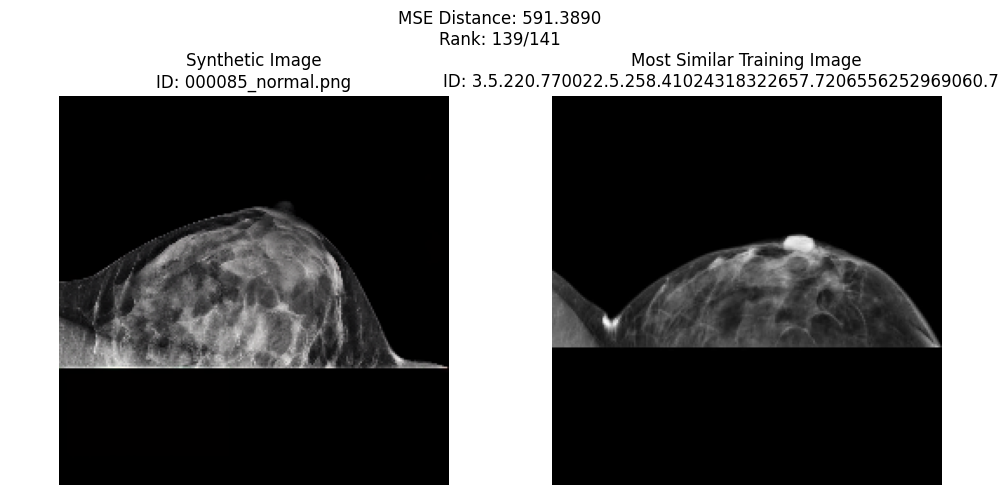 MSE Distance: 591.3890
Rank: 139/141
Synthetic Image
ID: 000085_normal.png
Most Similar Training Image
ID: 3.5.220.770022.5.258.41024318322657.7206556252969060.7